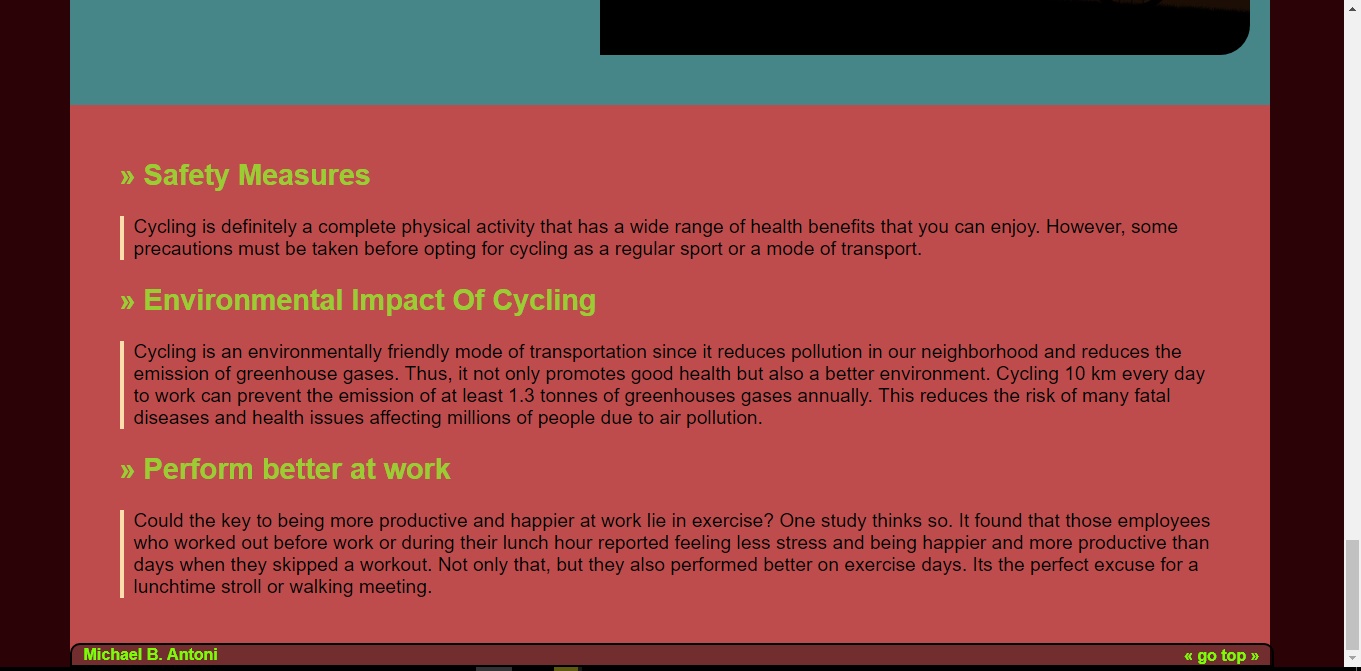 » Safety Measures
Cycling is definitely a complete physical activity that has a wide range of health benefits that you can enjoy. However, some
precautions must be taken before opting for cycling as a regular sport or a mode of transport.
» Environmental Impact Of Cycling
Cycling is an environmentally friendly mode of transportation since it reduces pollution in our neighborhood and reduces the
emission of greenhouse gases. Thus, it not only promotes good health but also a better environment. Cycling 10 km every day
to work can prevent the emission of at least 1.3 tonnes of greenhouses gases annually. This reduces the risk of many fatal
diseases and health issues affecting millions of people due to air pollution.
» Perform better at work
Could the key to being more productive and happier at work lie in exercise? One study thinks so. It found that those employees
who worked out before work or during their lunch hour reported feeling less stress and being happier and more productive than
days when they skipped a workout. Not only that, but they also performed better on exercise days. Its the perfect excuse for a
lunchtime stroll or walking meeting.
Michael B. Antoni
« go top »